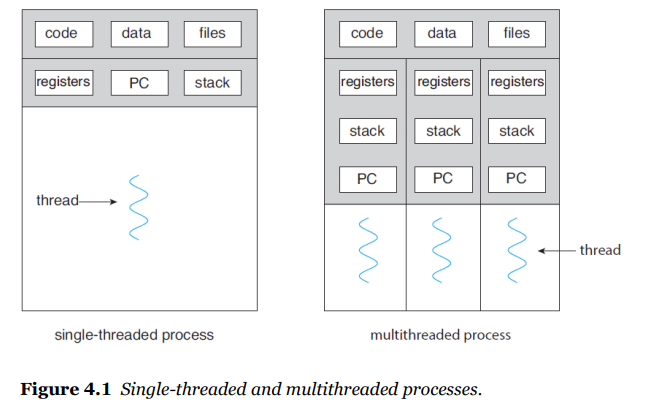 code data files
registers PC stack
thread
single-threaded process
code data files
registers registers registers
stack stack stack
PC PC PC
thread
multithreaded process
Figure 4.1 Single-threaded and multithreaded processes.